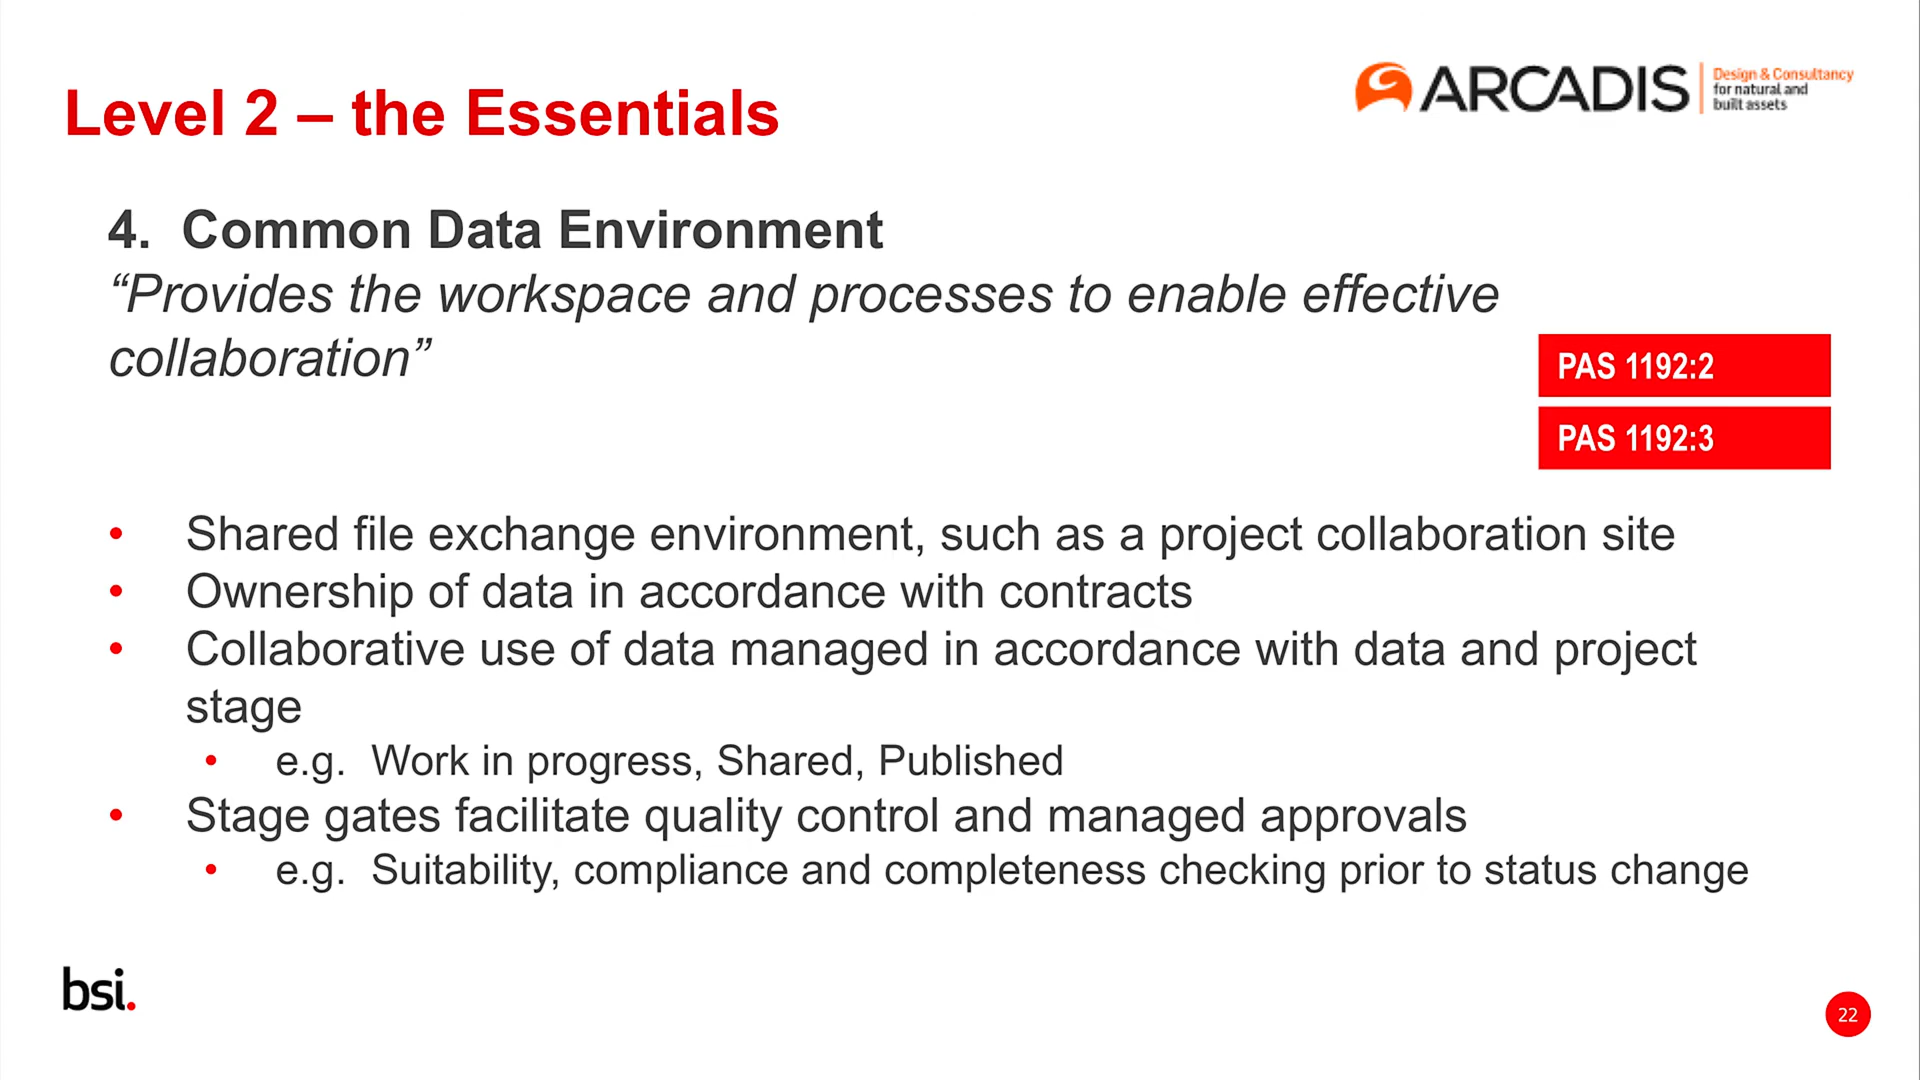 Level 2 – the Essentials
ARCADIS
Design & Consultancy
for natural and
built assets
4. Common Data Environment
“Provides the workspace and processes to enable effective
collaboration”
PAS 1192:2
PAS 1192:3
• Shared file exchange environment, such as a project collaboration site
• Ownership of data in accordance with contracts
• Collaborative use of data managed in accordance with data and project
stage
• e.g. Work in progress, Shared, Published
• Stage gates facilitate quality control and managed approvals
• e.g. Suitability, compliance and completeness checking prior to status change
bsi.
22